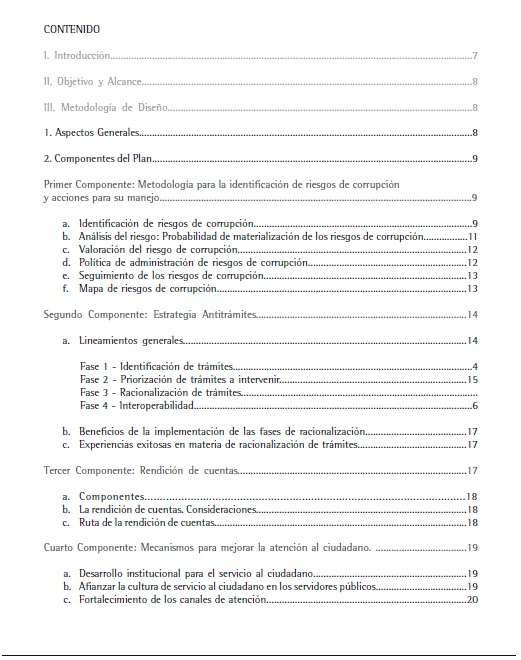 CONTENIDO
I. Introducción..........7
II. Objetivo y Alcance..........8
III. Metodología de Diseño..........8
1. Aspectos Generales..........8
2. Componentes del Plan..........9
Primer Componente: Metodología para la identificación de riesgos de corrupción
y acciones para su manejo..........9
a. Identificación de riesgos de corrupción..........9
b. Análisis del riesgo: Probabilidad de materialización de los riesgos de corrupción..........11
c. Valoración del riesgo de corrupción..........12
d. Política de administración de riesgos de corrupción..........12
e. Seguimiento de los riesgos de corrupción..........13
f. Mapa de riesgos de corrupción..........13
Segundo Componente: Estrategia Antitrámites..........14
a. Lineamientos generales..........14
Fase 1 - Identificación de trámites..........4
Fase 2 - Priorización de trámites a intervenir..........15
Fase 3 - Racionalización de trámites..........
Fase 4 - Interoperabilidad..........6
b. Beneficios de la implementación de las fases de racionalización..........17
c. Experiencias exitosas en materia de racionalización de trámites..........17
Tercer Componente: Rendición de cuentas..........17
a. Componentes..........18
b. La rendición de cuentas. Consideraciones..........18
c. Ruta de la rendición de cuentas..........18
Cuarto Componente: Mecanismos para mejorar la atención al ciudadano. ..........19
a. Desarrollo institucional para el servicio al ciudadano..........19
b. Afianzar la cultura de servicio al ciudadano en los servidores públicos..........19
c. Fortalecimiento de los canales de atención..........20